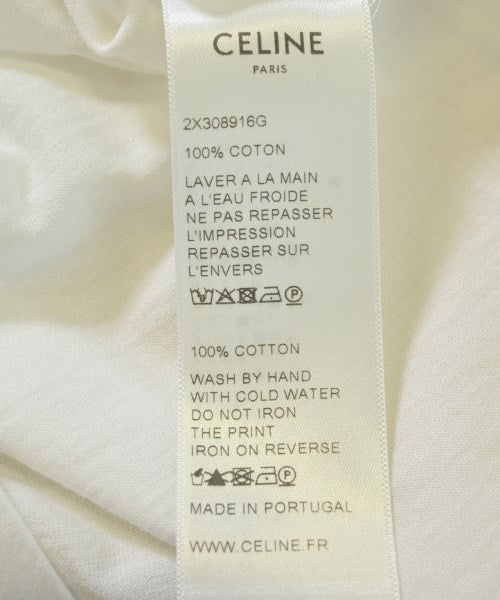 CELINE
PARIS
2X308916G
100% COTON
LAVER A LA MAIN
A L'EAU FROIDE
NE PAS REPASSER
L'IMPRESSION
REPASSER SUR
L'ENVERS
100% COTTON
WASH BY HAND
WITH COLD WATER
DO NOT IRON
THE PRINT
IRON ON REVERSE
MADE IN PORTUGAL
WWW.CELINE.FR